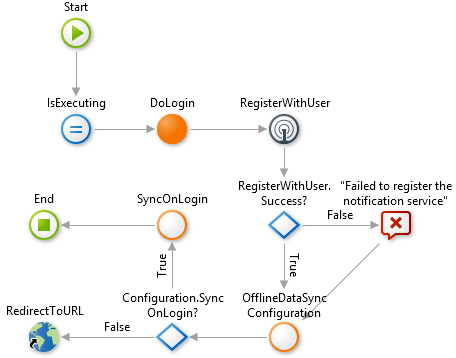 Start
IsExecuting
DoLogin
RegisterWithUser
RegisterWithUser.
Success?
"Failed to register the
notification service"
False
True
End
SyncOnLogin
True
OfflineDataSync
Configuration
Configuration.Sync
OnLogin?
False
RedirectToURL